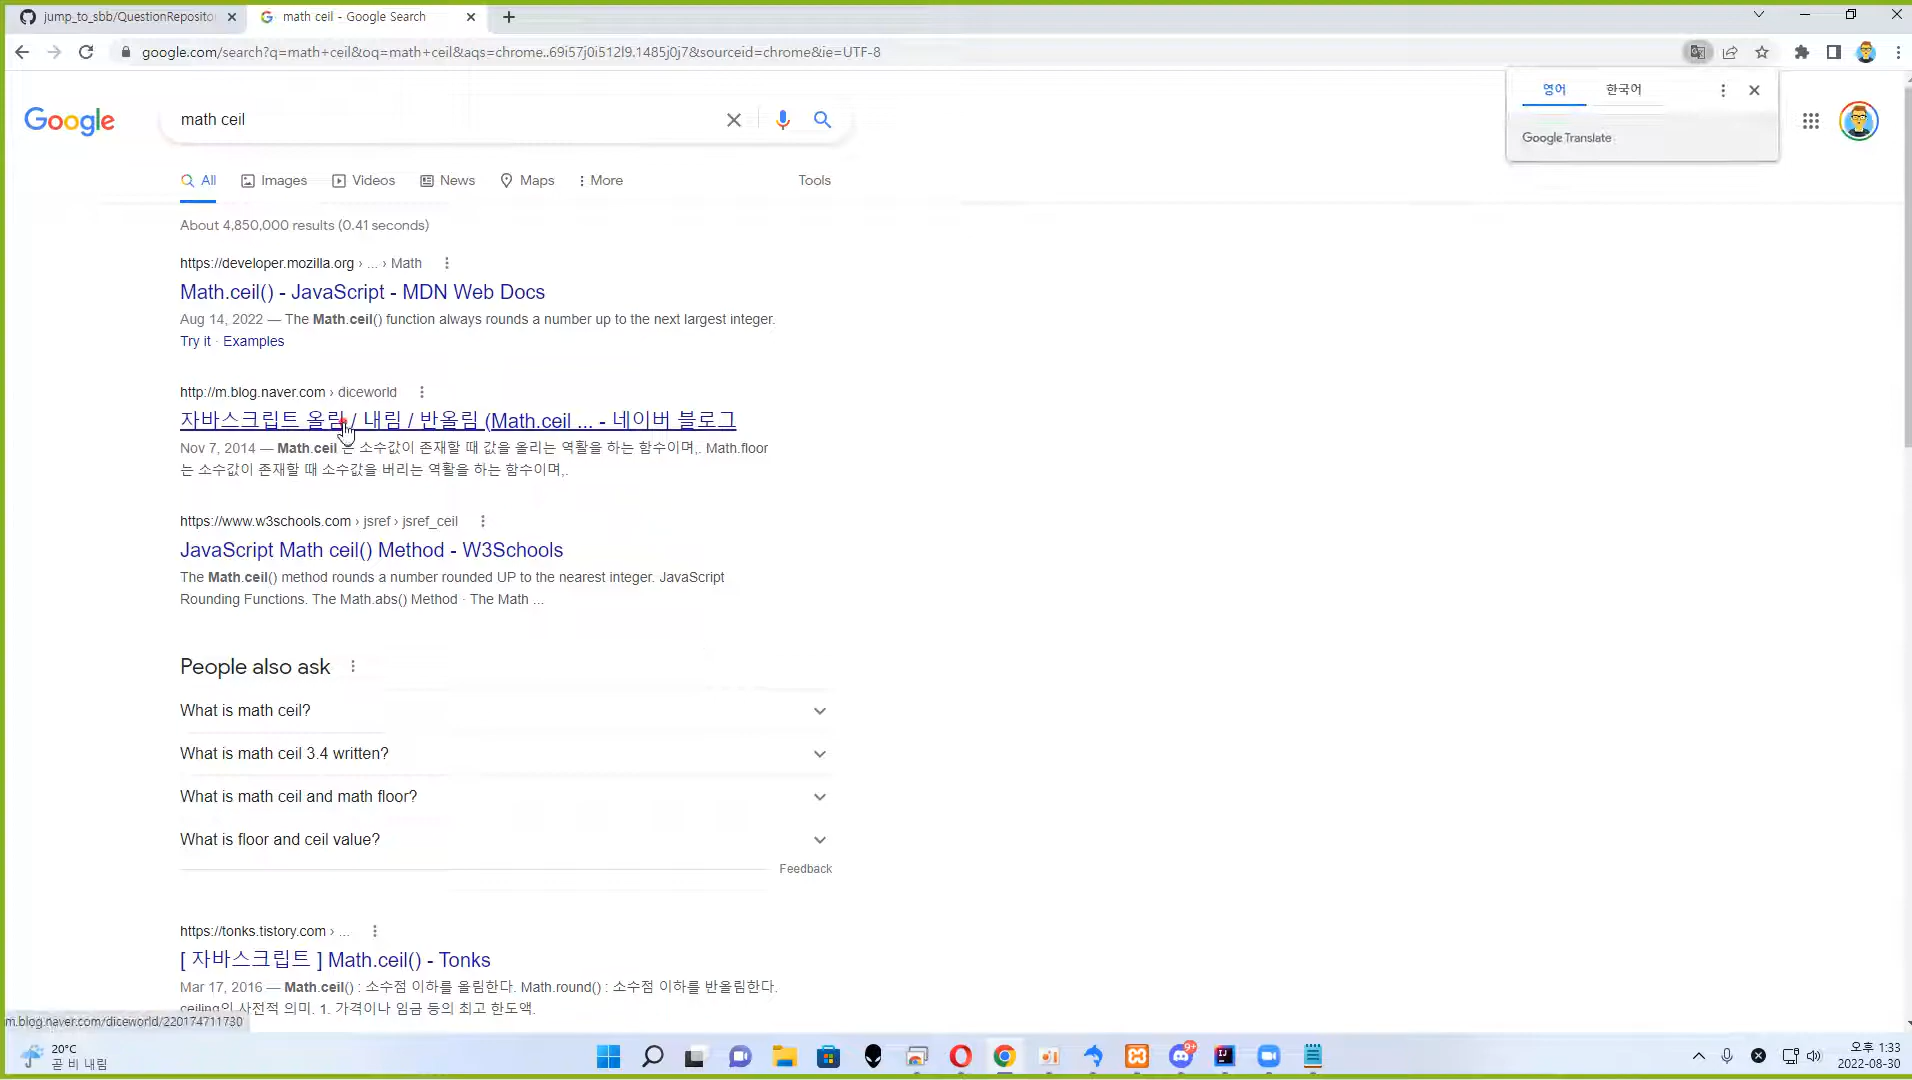 jump_to_sbb/QuestionReposito
math ceil - Google Search
google.com/search?q=math+ceil&oq=math+ceil&aqs=chrome..69i57j0i512l9.1485j0j7&sourceid=chrome&ie=UTF-8
영어
한국어
Google Translate
Google
math ceil
All
Images
Videos
News
Maps
More
Tools
About 4,850,000 results (0.41 seconds)
https://developer.mozilla.org › ... › Math
Math.ceil() - JavaScript - MDN Web Docs
Aug 14, 2022 — The Math.ceil() function always rounds a number up to the next largest integer.
Try it · Examples
http://m.blog.naver.com › diceworld
자바스크립트 올림 / 내림 / 반올림 (Math.ceil ... - 네이버 블로그
Nov 7, 2014 — Math.ceil 은 소수값이 존재할 때 값을 올리는 역활을 하는 함수이며,. Math.floor
는 소수값이 존재할 때 소수값을 버리는 역활을 하는 함수이며,.
https://www.w3schools.com › jsref › jsref_ceil
JavaScript Math ceil() Method - W3Schools
The Math.ceil() method rounds a number rounded UP to the nearest integer. JavaScript
Rounding Functions. The Math.abs() Method · The Math ...
People also ask
What is math ceil?
What is math ceil 3.4 written?
What is math ceil and math floor?
What is floor and ceil value?
Feedback
https://tonks.tistory.com › ...
[ 자바스크립트 ] Math.ceil() - Tonks
Mar 17, 2016 — Math.ceil() : 소수점 이하를 올림한다. Math.round() : 소수점 이하를 반올림한다.
ceiling의 사전적 의미. 1. 가격이나 임금 등의 최고 한도액.
m.blog.naver.com/diceworld/220174711730
20°C
곧 비 내림
9+
IJ
오후 1:33
2022-08-30